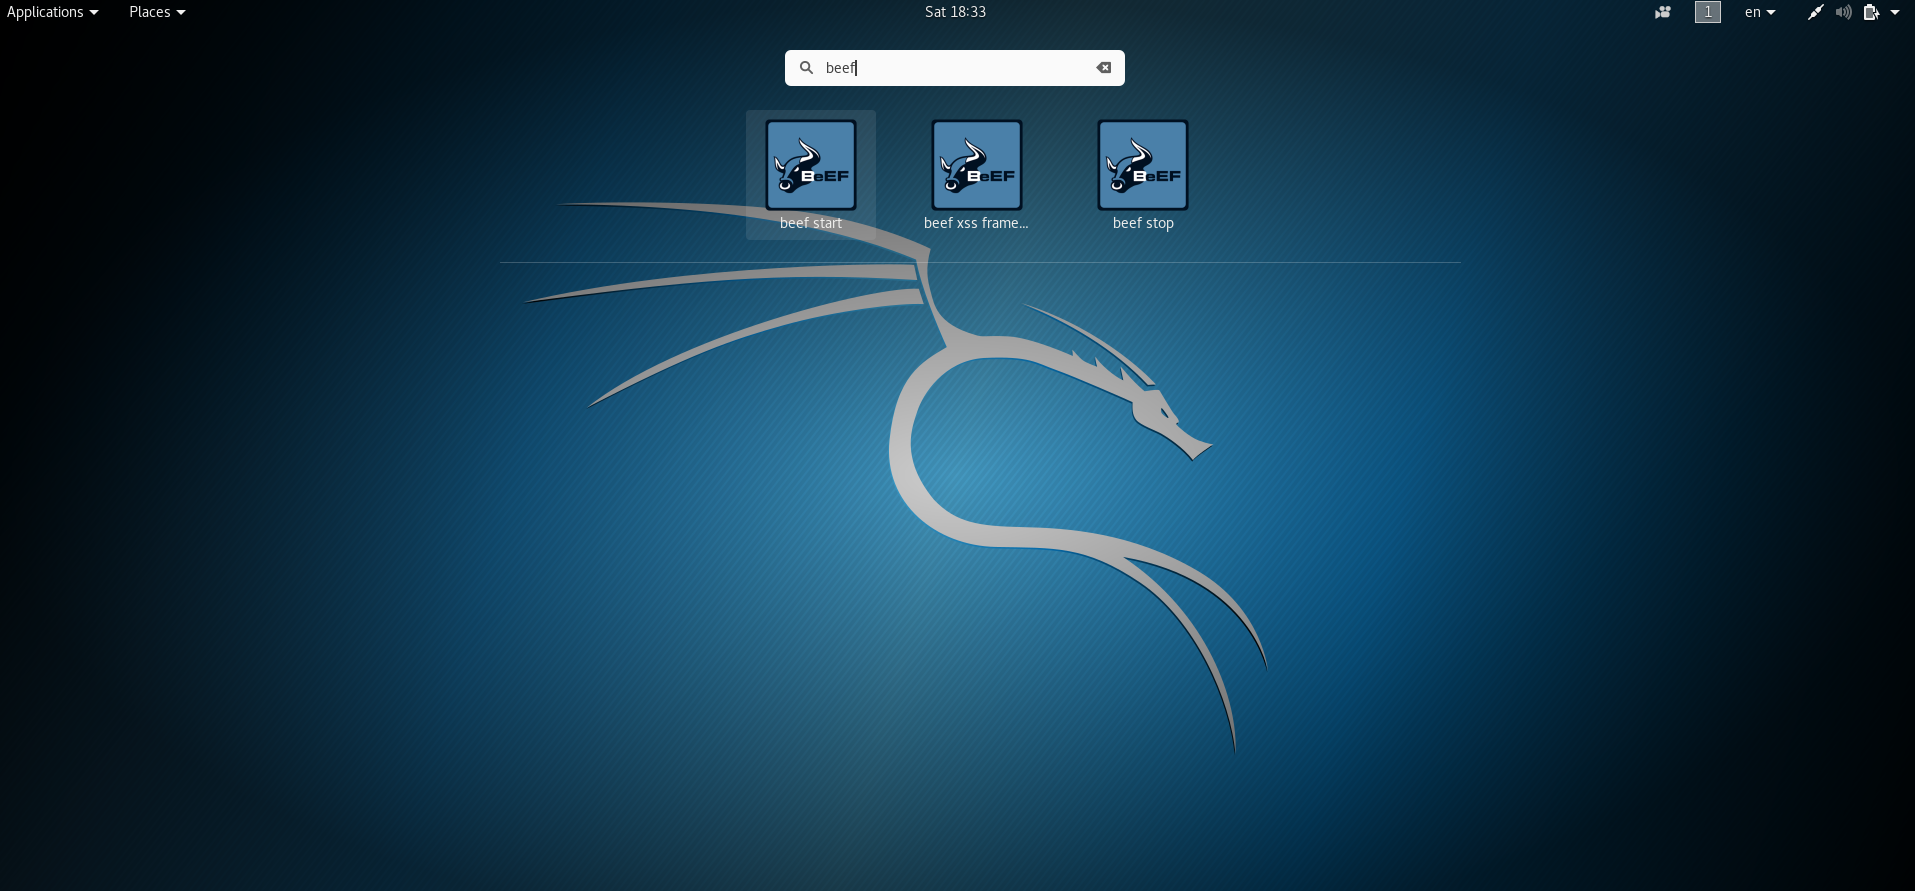 Applications Places Sat 18:33 1 en
beef
BeEF BeEF BeEF
beef start beef xss frame... beef stop